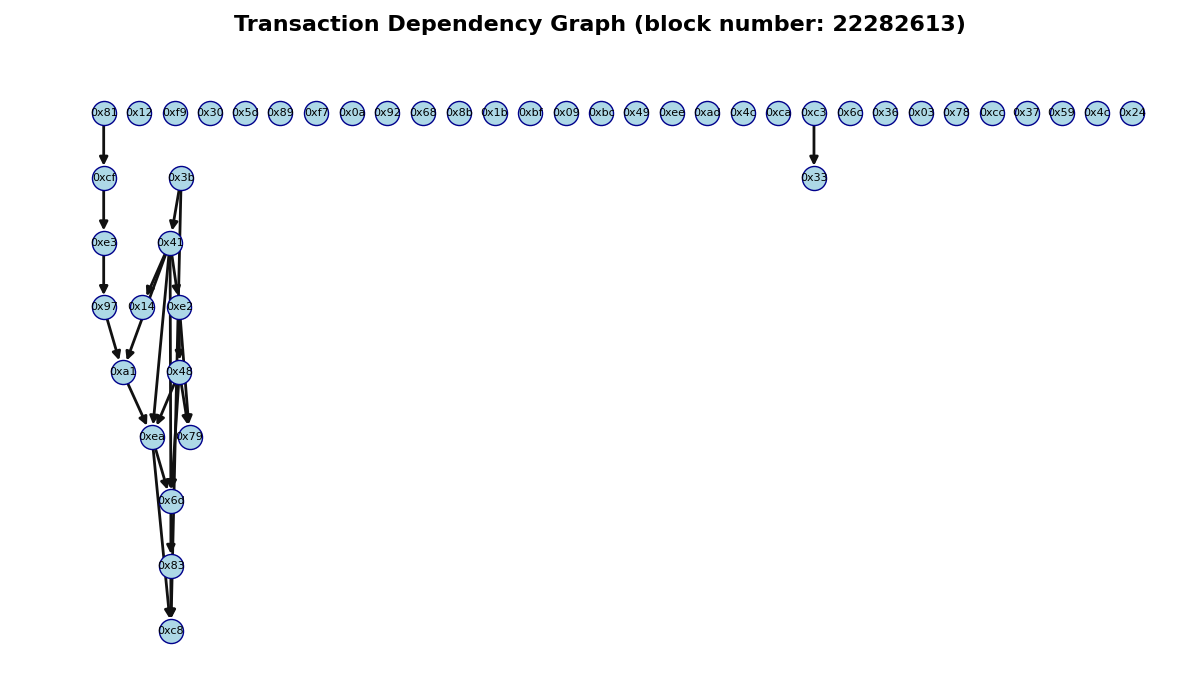 Transaction Dependency Graph (block number: 22282613)
0x81 0x12 0xf9 0x30 0x5d 0x89 0xf7 0x0a 0x92 0x68 0x8b 0x1b 0xbf 0x09 0xbc 0x49 0xee 0xad 0x4c 0xca 0xc3 0x6c 0x36 0x03 0x78 0xcc 0x37 0x59 0x4c 0x24
0xcf 0x3b 0x33
0xe3 0x41
0x97 0x14 0xe2
0xa1 0x48
0xea 0x79
0x6d
0x83
0xc8